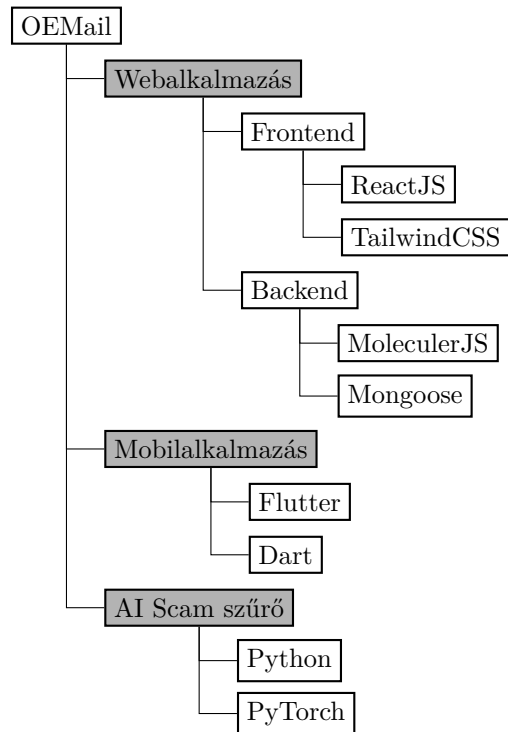 OEMail
Webalkalmazás
Frontend
ReactJS
TailwindCSS
Backend
MoleculerJS
Mongoose
Mobilalkalmazás
Flutter
Dart
AI Scam szűrő
Python
PyTorch